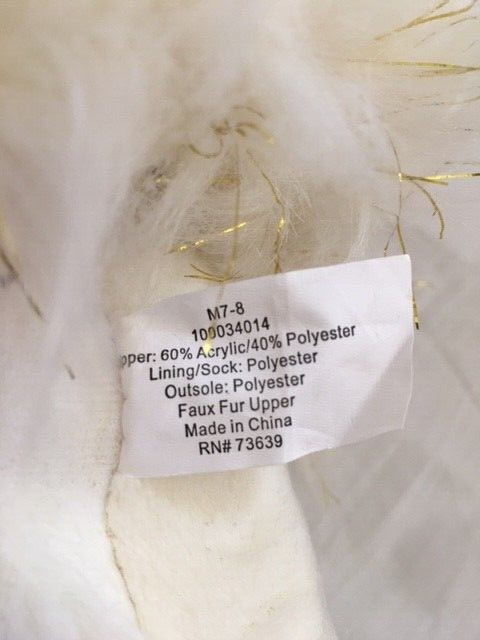 M7-8
100034014
pper: 60% Acrylic/40% Polyester
Lining/Sock: Polyester
Outsole: Polyester
Faux Fur Upper
Made in China
RN# 73639